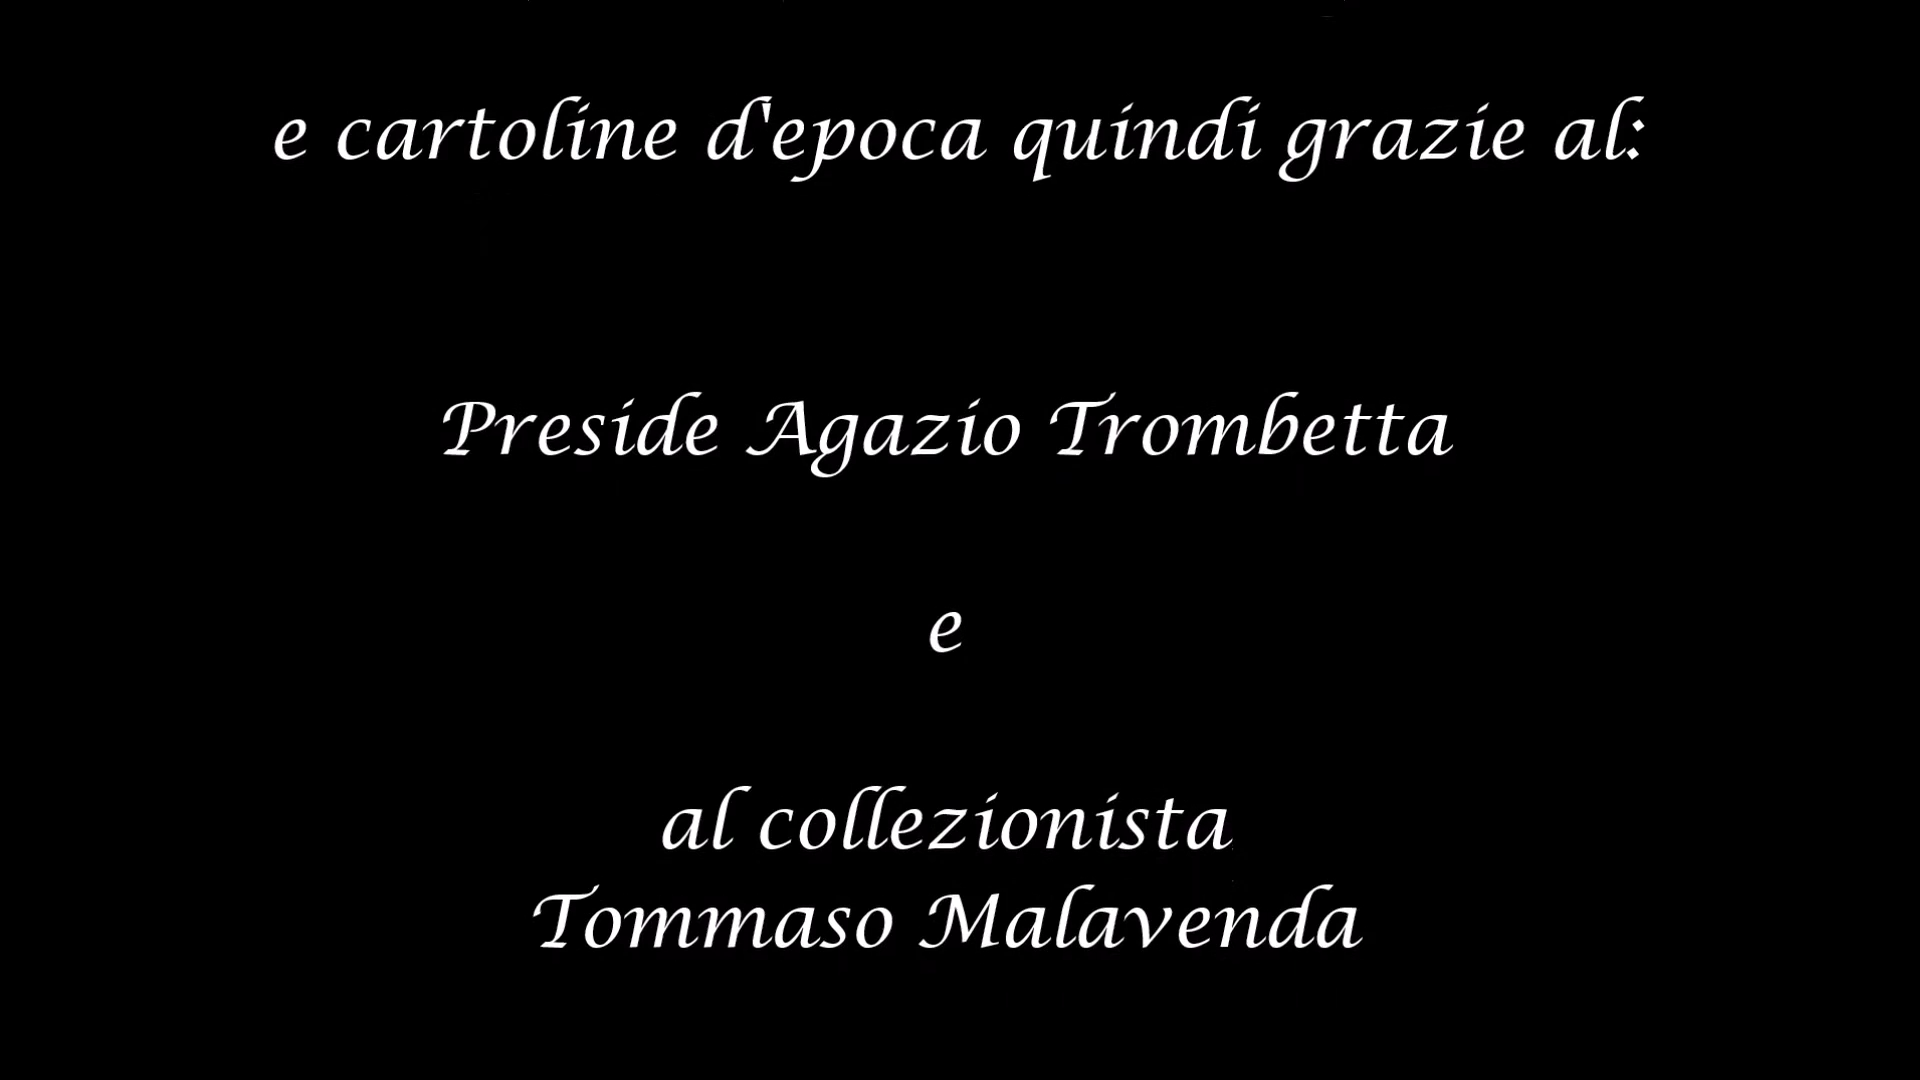 e cartoline d'epoca quindi grazie al:
Preside Agazio Trombetta
e
al collezionista
Tommaso Malavenda